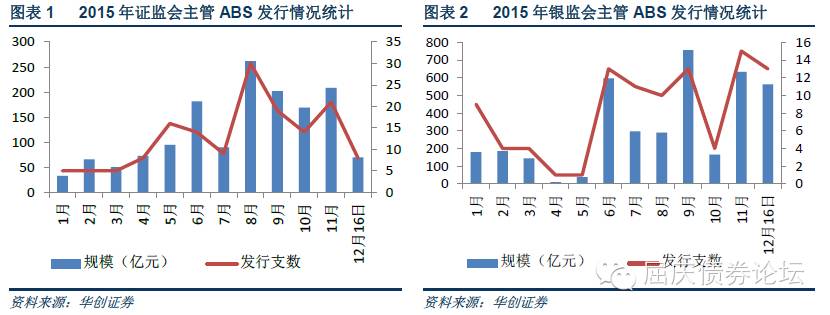 图表 1 2015 年证监会主管 ABS 发行情况统计
300
250
200
150
100
50
0
35
30
25
20
15
10
5
0
1月
2月
3月
4月
5月
6月
7月
8月
9月
10月
11月
12月16日
规模（亿元）
发行支数
资料来源：华创证券
图表 2 2015 年银监会主管 ABS 发行情况统计
800
700
600
500
400
300
200
100
0
16
14
12
10
8
6
4
2
0
1月
2月
3月
4月
5月
6月
7月
8月
9月
10月
11月
12月16日
规模（亿元）
发行支数
屈庆债券论坛
资料来源：华创证券